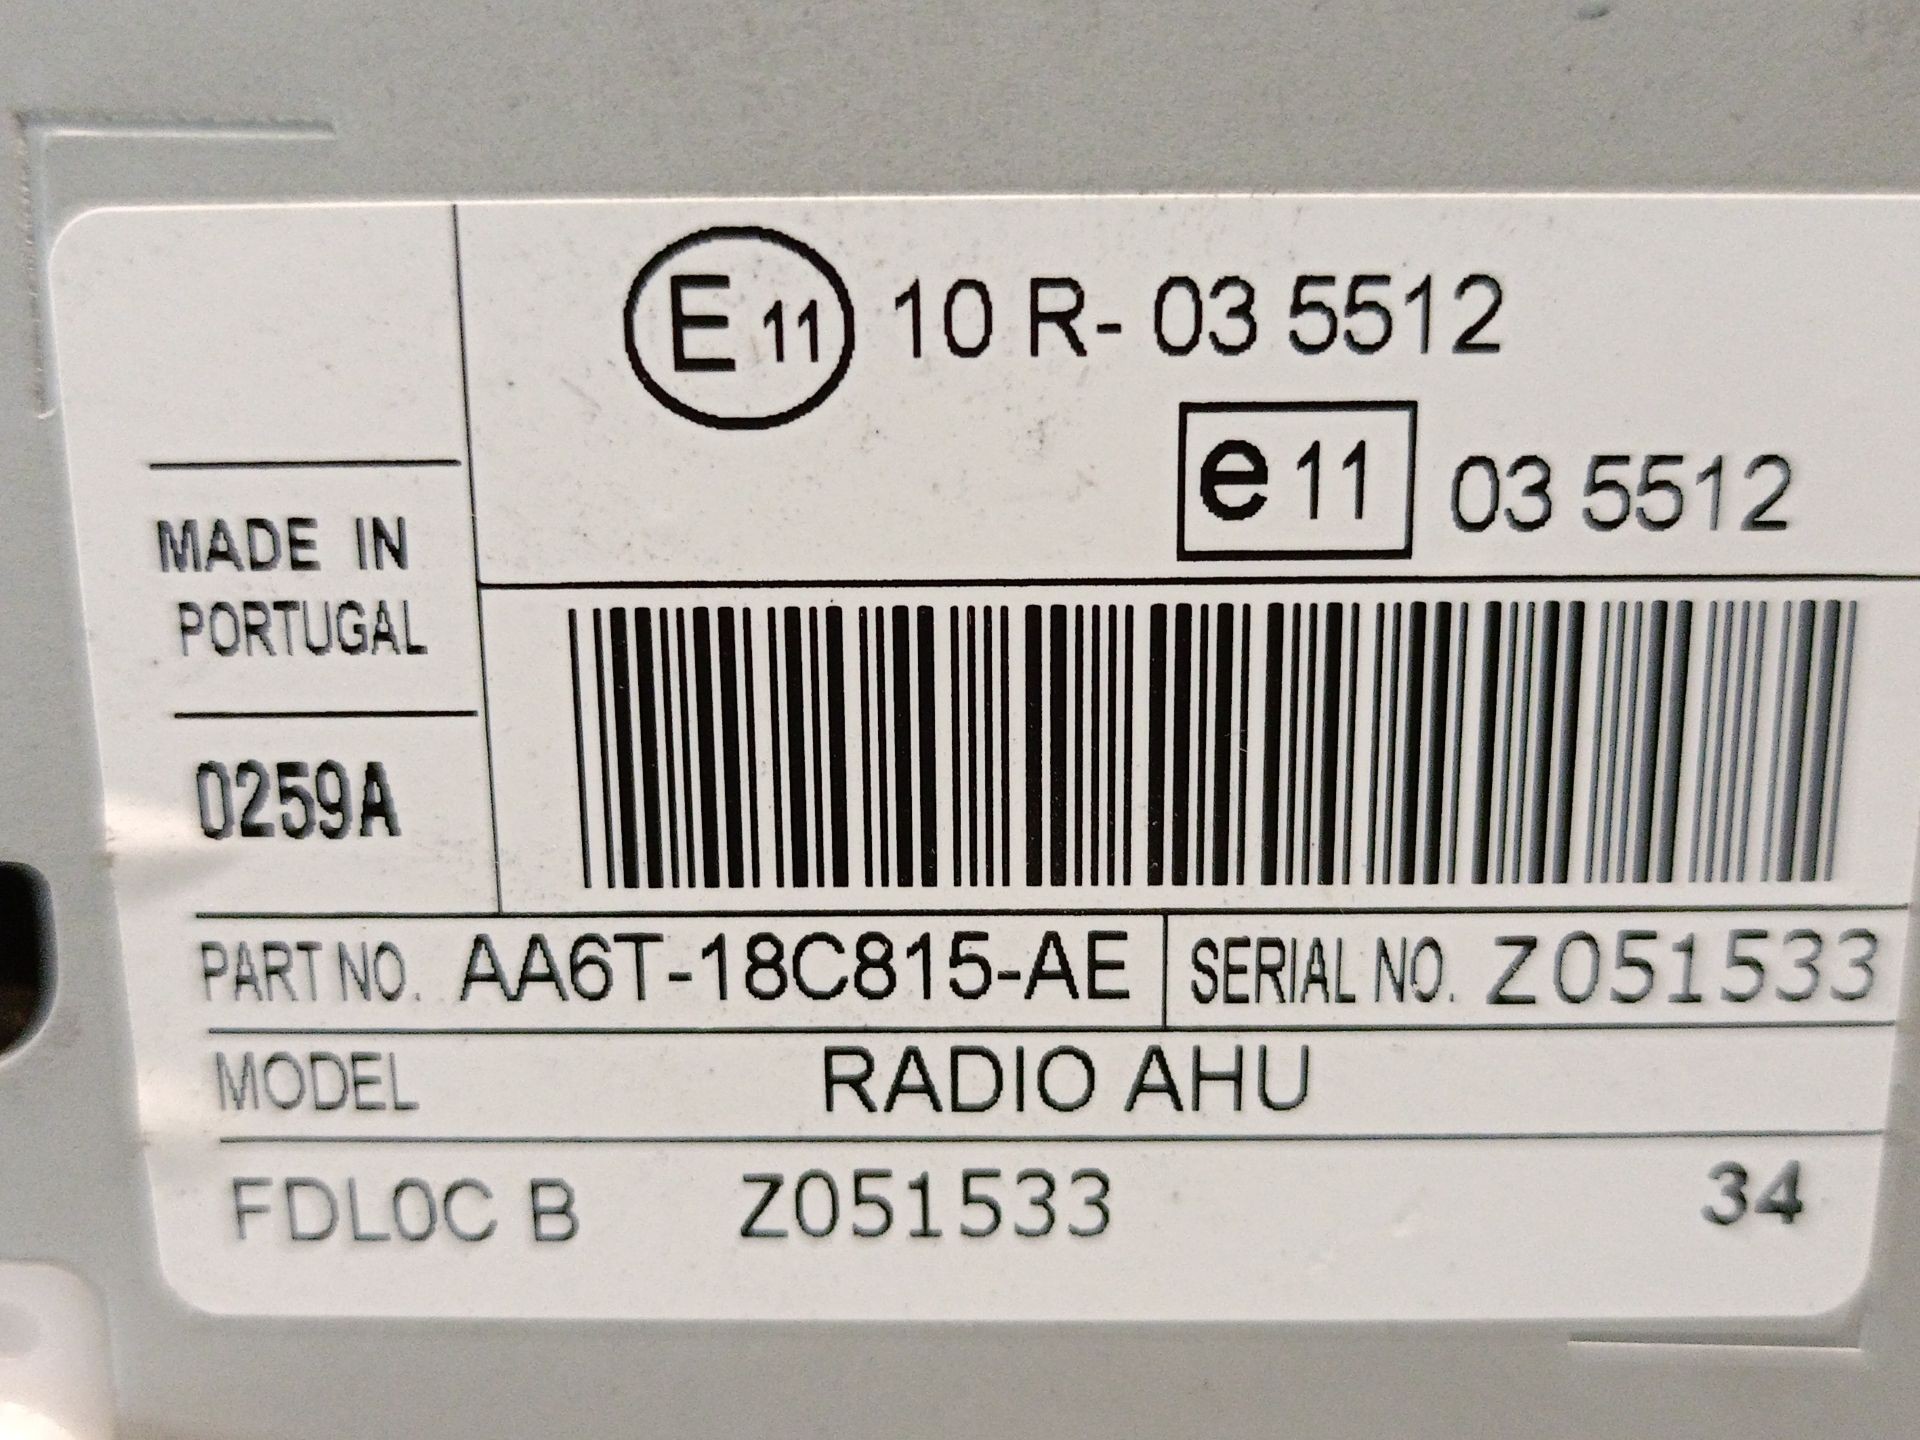 E 11 10 R- 03 5512
e 11 03 5512
MADE IN
PORTUGAL
0259A
PART NO. AA6T-18C815-AE SERIAL NO. Z051533
MODEL RADIO AHU
FDLOC B Z051533 34